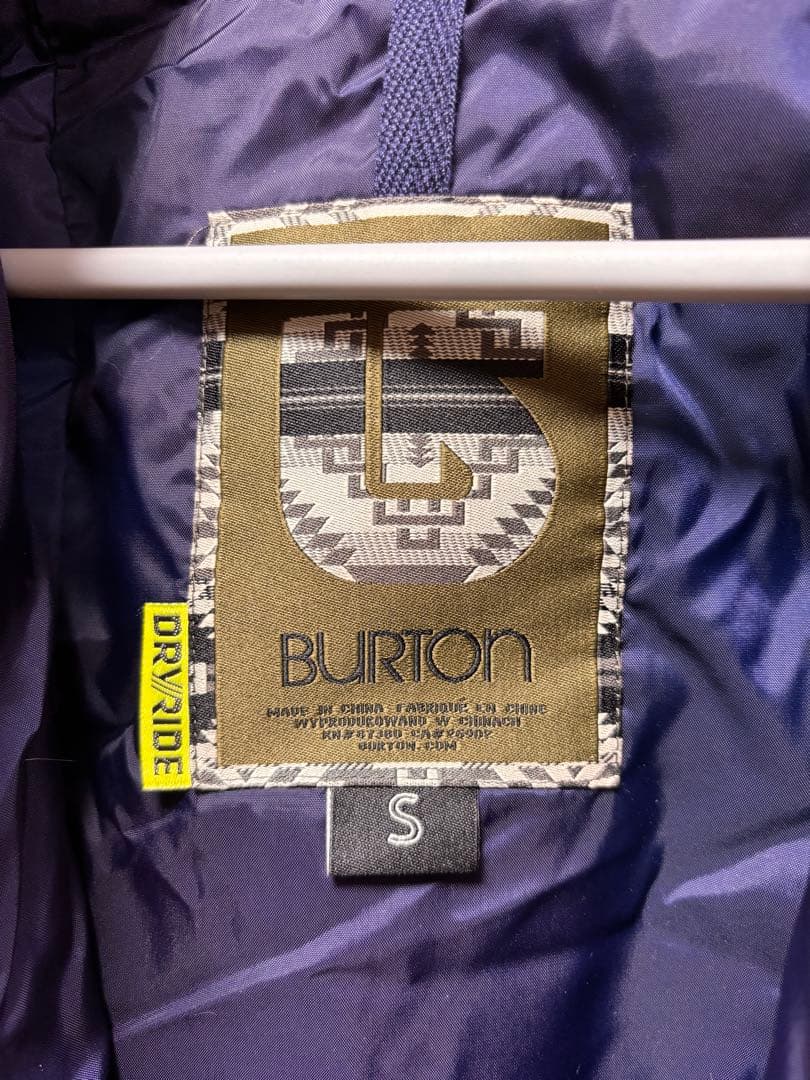 BURTON
MADE IN CHINA FABRIQUÉ EN CHINE
WYPRODUKOWANO W CHINACH
BURTON.COM
DRY//RIDE
S